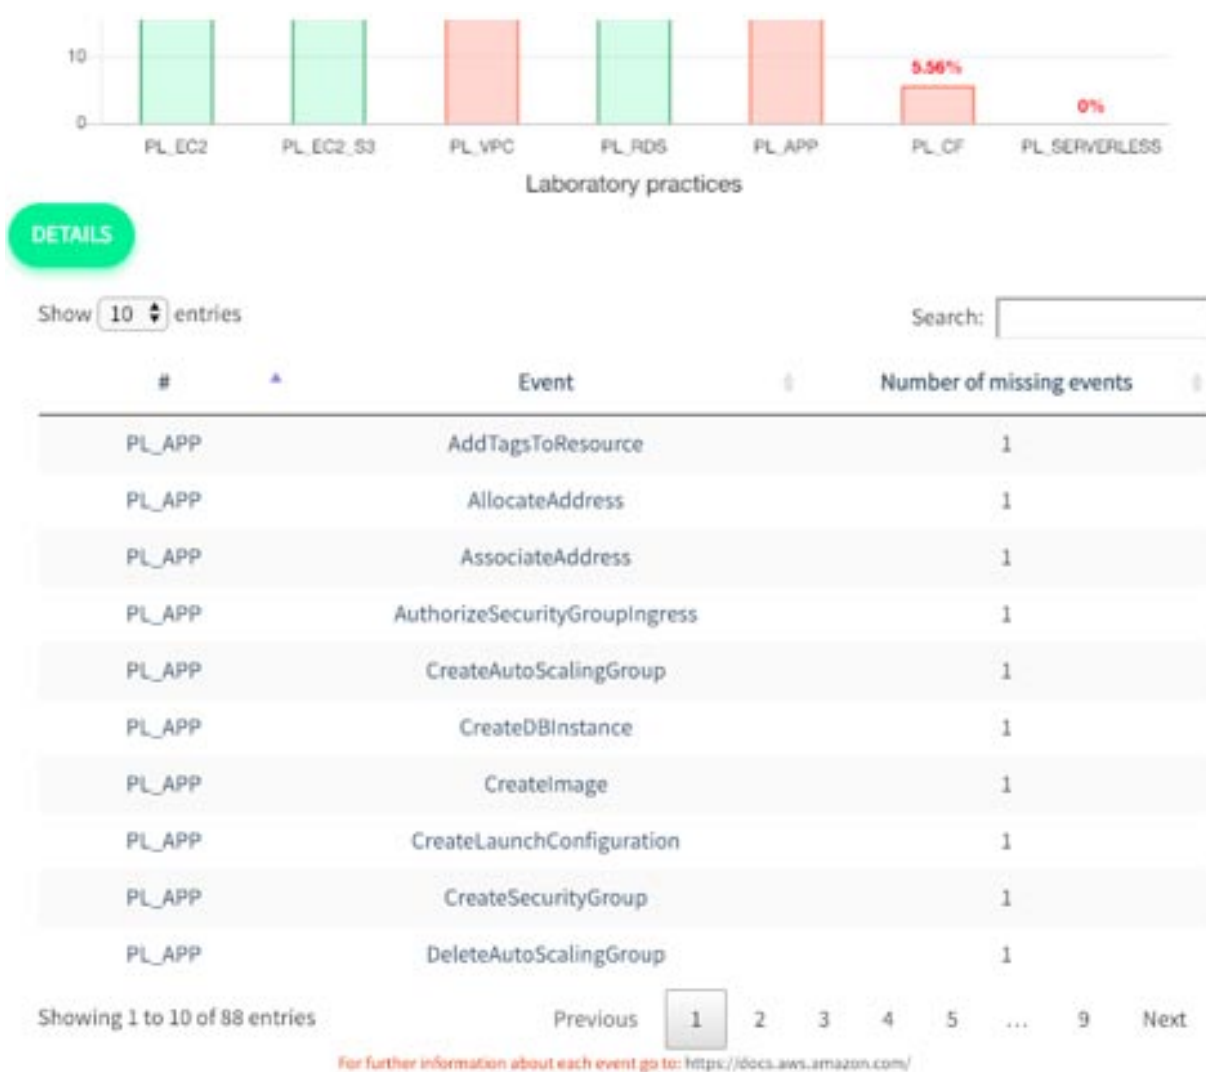 10
5.56%
0%
0
PL_EC2 PL_EC2_S3 PL_VPC PL_RDS PL_APP PL_CF PL_SERVERLESS
Laboratory practices
DETAILS
Show 10 entries Search:
# Event Number of missing events
PL_APP AddTagsToResource 1
PL_APP AllocateAddress 1
PL_APP AssociateAddress 1
PL_APP AuthorizeSecurityGroupIngress 1
PL_APP CreateAutoScalingGroup 1
PL_APP CreateDBInstance 1
PL_APP CreateImage 1
PL_APP CreateLaunchConfiguration 1
PL_APP CreateSecurityGroup 1
PL_APP DeleteAutoScalingGroup 1
Showing 1 to 10 of 88 entries Previous 1 2 3 4 5 ... 9 Next
For further information about each event go to: https://docs.aws.amazon.com/